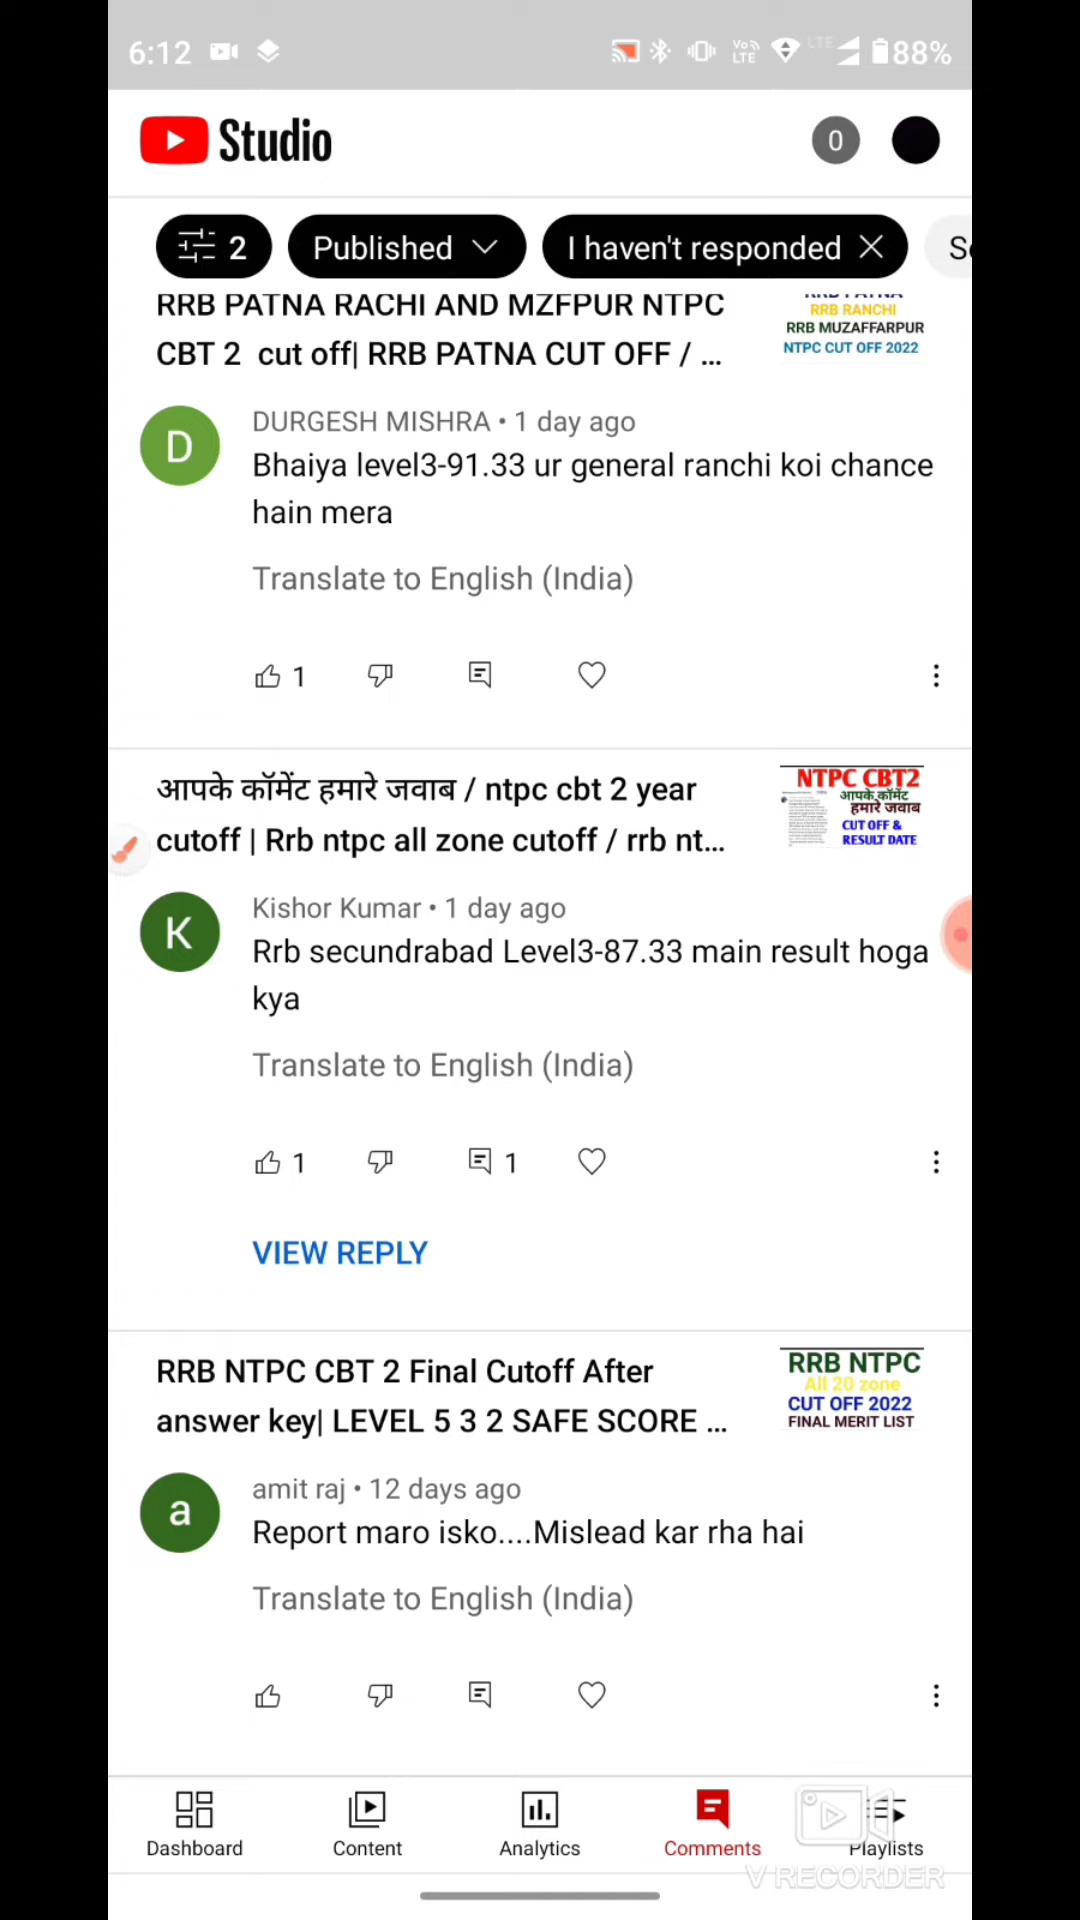 6:12
Vo LTE LTE 88%
Studio
0
2 Published I haven't responded
RRB PATNA RACHI AND MZFPUR NTPC
CBT 2 cut off| RRB PATNA CUT OFF / ...
RRB RANCHI
RRB MUZAFFARPUR
NTPC CUT OFF 2022
D
DURGESH MISHRA • 1 day ago
Bhaiya level3-91.33 ur general ranchi koi chance
hain mera
Translate to English (India)
1
आपके कॉमेंट हमारे जवाब / ntpc cbt 2 year
cutoff | Rrb ntpc all zone cutoff / rrb nt...
NTPC CBT2
आपके कॉमेंट
हमारे जवाब
CUT OFF &
RESULT DATE
K
Kishor Kumar • 1 day ago
Rrb secundrabad Level3-87.33 main result hoga
kya
Translate to English (India)
1 1
VIEW REPLY
RRB NTPC CBT 2 Final Cutoff After
answer key| LEVEL 5 3 2 SAFE SCORE ...
RRB NTPC
All 20 zone
CUT OFF 2022
FINAL MERIT LIST
a
amit raj • 12 days ago
Report maro isko....Mislead kar rha hai
Translate to English (India)
Dashboard Content Analytics Comments Playlists
V RECORDER